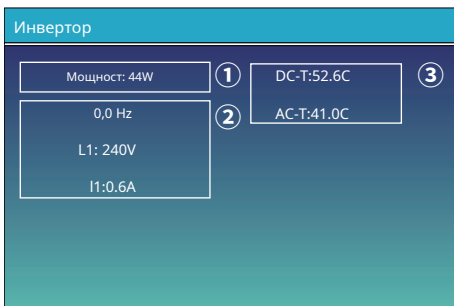 Инвертор
Мощност: 44W
①
DC-T:52.6C
③
AC-T:41.0C
0,0 Hz
②
L1: 240V
l1:0.6A